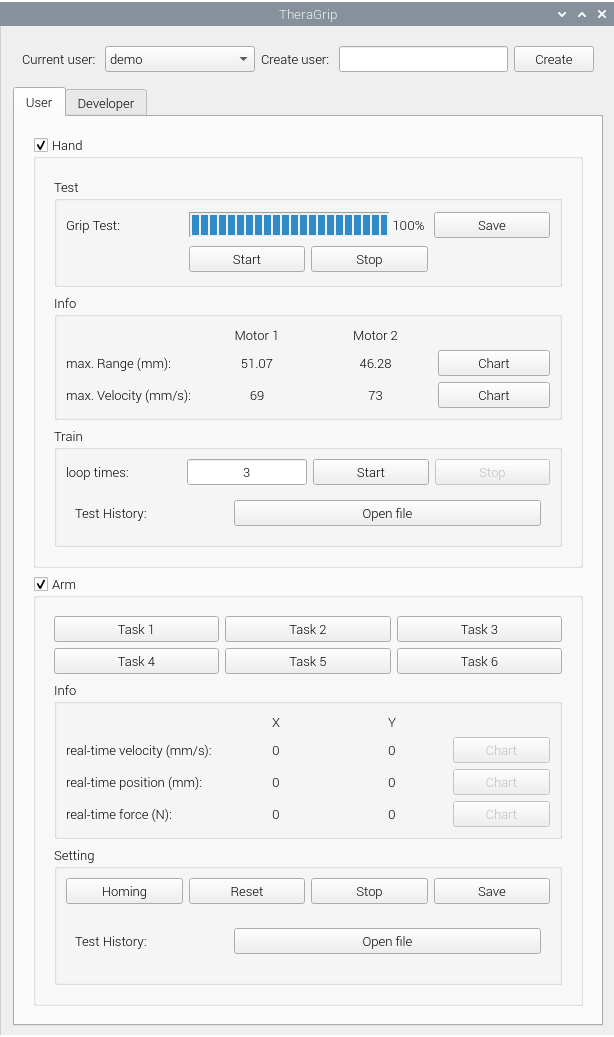 TheraGrip
Current user: demo Create user: Create
User Developer
Hand
Test
Grip Test: 100% Save
Start Stop
Info
Motor 1 Motor 2
max. Range (mm): 51.07 46.28 Chart
max. Velocity (mm/s): 69 73 Chart
Train
loop times: 3 Start Stop
Test History: Open file
Arm
Task 1 Task 2 Task 3
Task 4 Task 5 Task 6
Info
X Y
real-time velocity (mm/s): 0 0 Chart
real-time position (mm): 0 0 Chart
real-time force (N): 0 0 Chart
Setting
Homing Reset Stop Save
Test History: Open file